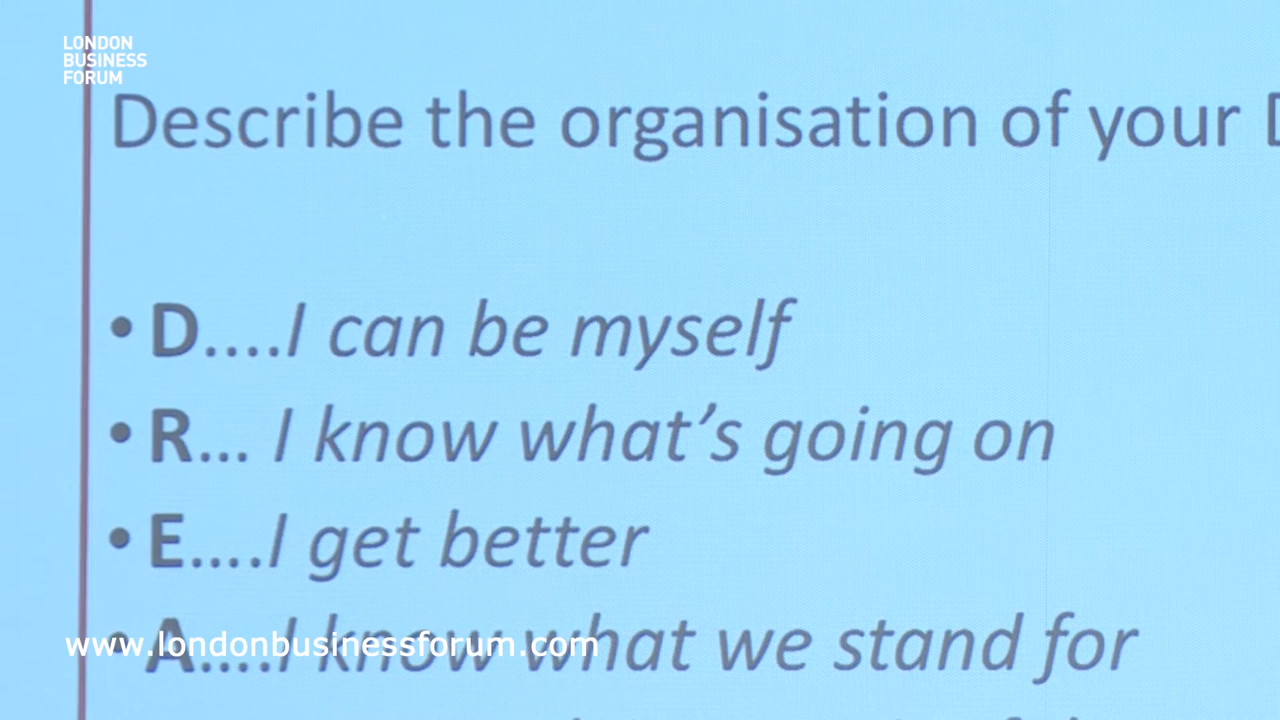 LONDON
BUSINESS
FORUM
Describe the organisation of your
• D....I can be myself
• R... I know what’s going on
• E....I get better
• A....I know what we stand for
www.londonbusinessforum.com